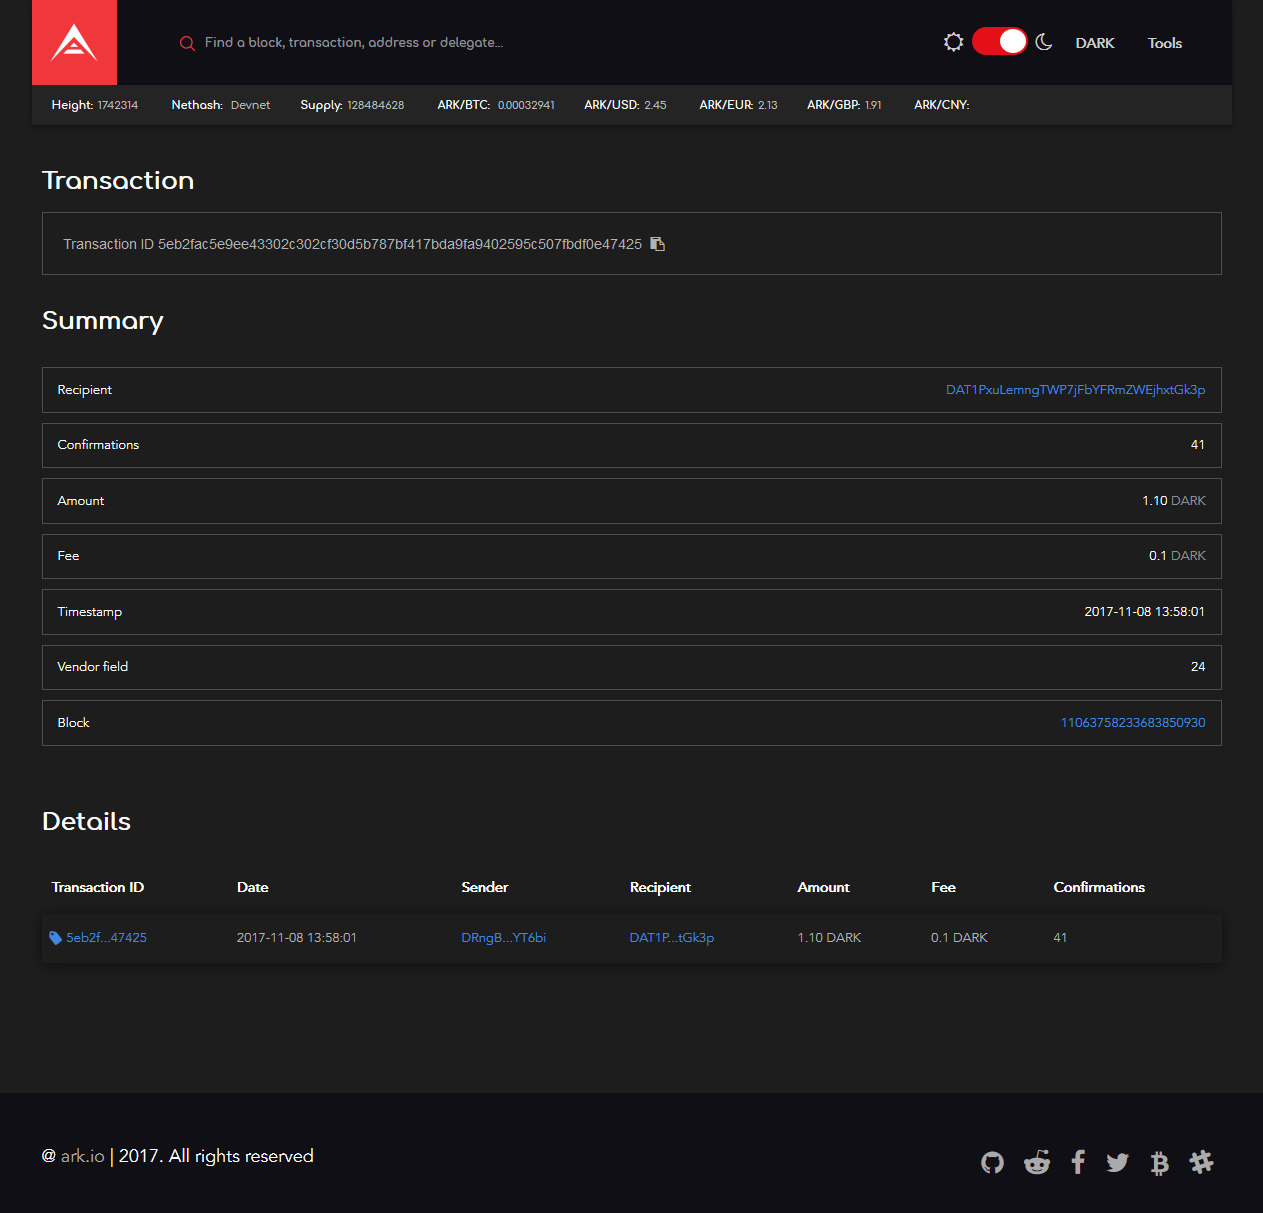 Find a block, transaction, address or delegate... DARK Tools
Height: 1742314 Nethash: Devnet Supply: 128484628 ARK/BTC: 0.00032941 ARK/USD: 2.45 ARK/EUR: 2.13 ARK/GBP: 1.91 ARK/CNY:
Transaction
Transaction ID 5eb2fac5e9ee43302c302cf30d5b787bf417bda9fa9402595c507fbdf0e47425
Summary
Recipient DAT1PxuLemngTWP7jFbYFRmZWEjhxtGk3p
Confirmations 41
Amount 1.10 DARK
Fee 0.1 DARK
Timestamp 2017-11-08 13:58:01
Vendor field 24
Block 11063758233683850930
Details
Transaction ID Date Sender Recipient Amount Fee Confirmations
5eb2f...47425 2017-11-08 13:58:01 DRngB...YT6bi DAT1P...tGk3p 1.10 DARK 0.1 DARK 41
@ ark.io | 2017. All rights reserved